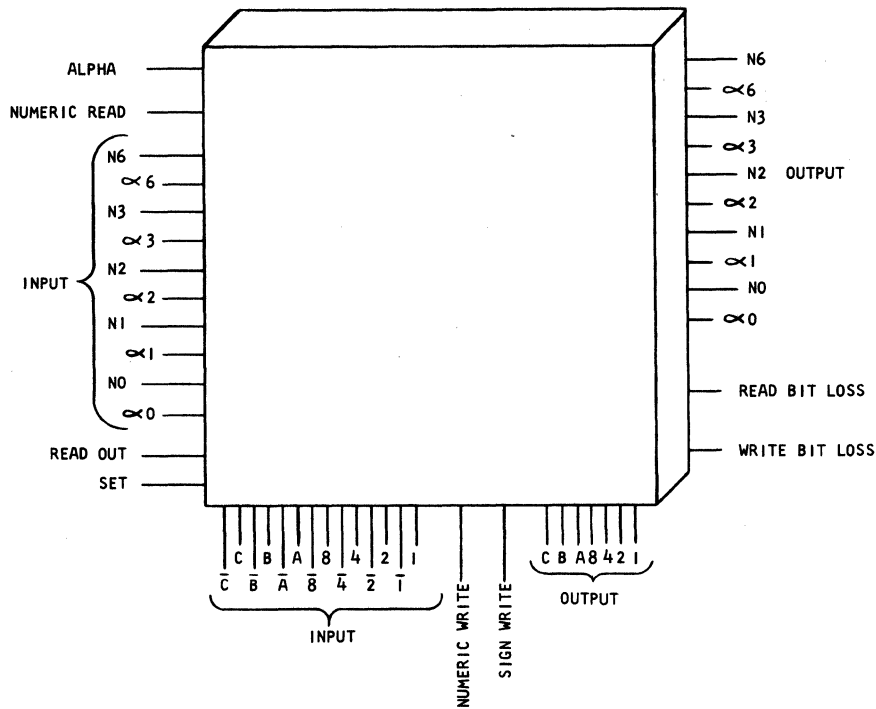 ALPHA
NUMERIC READ
INPUT
N6
∝6
N3
∝3
N2
∝2
N1
∝1
N0
∝0
READ OUT
SET
N6
∝6
N3
∝3
N2 OUTPUT
∝2
N1
∝1
N0
∝0
READ BIT LOSS
WRITE BIT LOSS
C B A 8 4 2 1
C̅ B̅ A̅ 8̅ 4̅ 2̅ 1̅
INPUT
NUMERIC WRITE
SIGN WRITE
C B A 8 4 2 1
OUTPUT